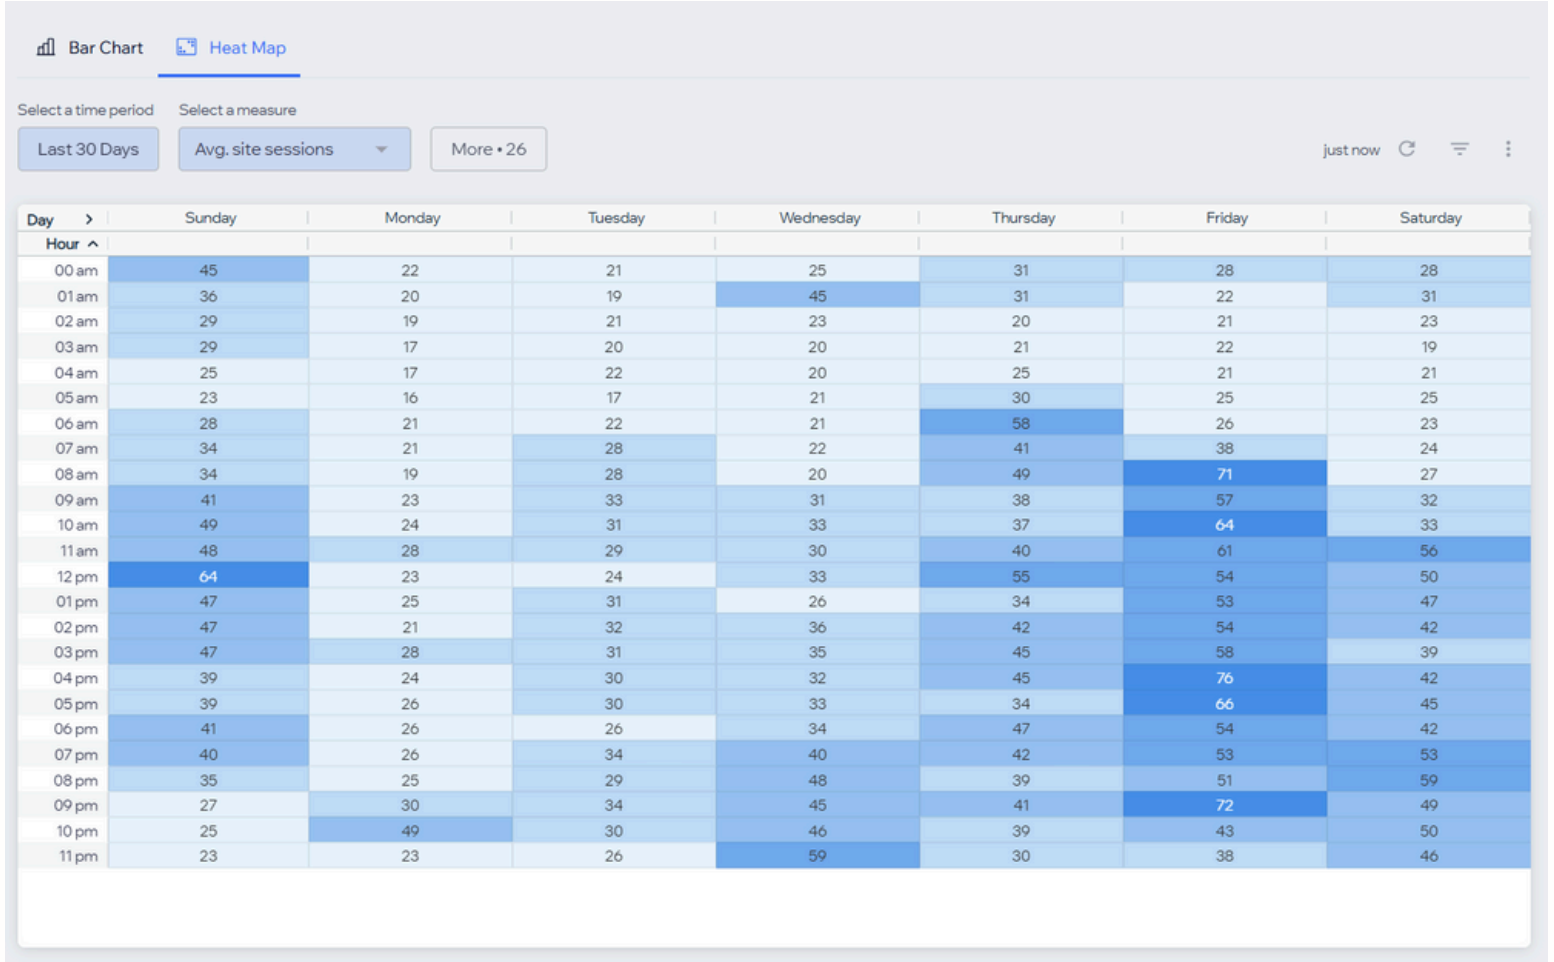 Bar Chart Heat Map
Select a time period Select a measure
Last 30 Days Avg. site sessions More • 26 just now
Day Sunday Monday Tuesday Wednesday Thursday Friday Saturday
Hour
00 am 45 22 21 25 31 28 28
01 am 36 20 19 45 31 22 31
02 am 29 19 21 23 20 21 23
03 am 29 17 20 20 21 22 19
04 am 25 17 22 20 25 21 21
05 am 23 16 17 21 30 25 25
06 am 28 21 22 21 58 26 23
07 am 34 21 28 22 41 38 24
08 am 34 19 28 20 49 71 27
09 am 41 23 33 31 38 57 32
10 am 49 24 31 33 37 64 33
11 am 48 28 29 30 40 61 56
12 pm 64 23 24 33 55 54 50
01 pm 47 25 31 26 34 53 47
02 pm 47 21 32 36 42 54 42
03 pm 47 28 31 35 45 58 39
04 pm 39 24 30 32 45 76 42
05 pm 39 26 30 33 34 66 45
06 pm 41 26 26 34 47 54 42
07 pm 40 26 34 40 42 53 53
08 pm 35 25 29 48 39 51 59
09 pm 27 30 34 45 41 72 49
10 pm 25 49 30 46 39 43 50
11 pm 23 23 26 59 30 38 46